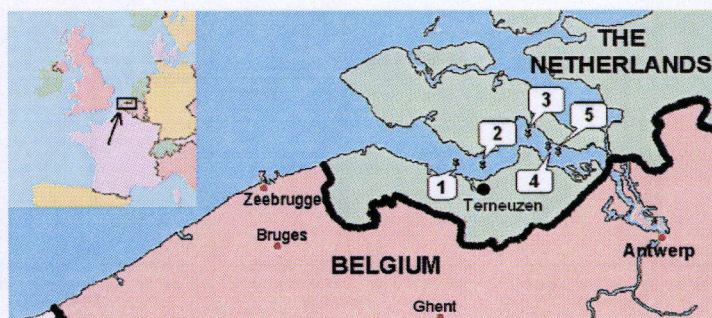 THE
NETHERLANDS
3
5
2
1
4
Terneuzen
Zeebrugge
Bruges
Antwerp
BELGIUM
Ghent